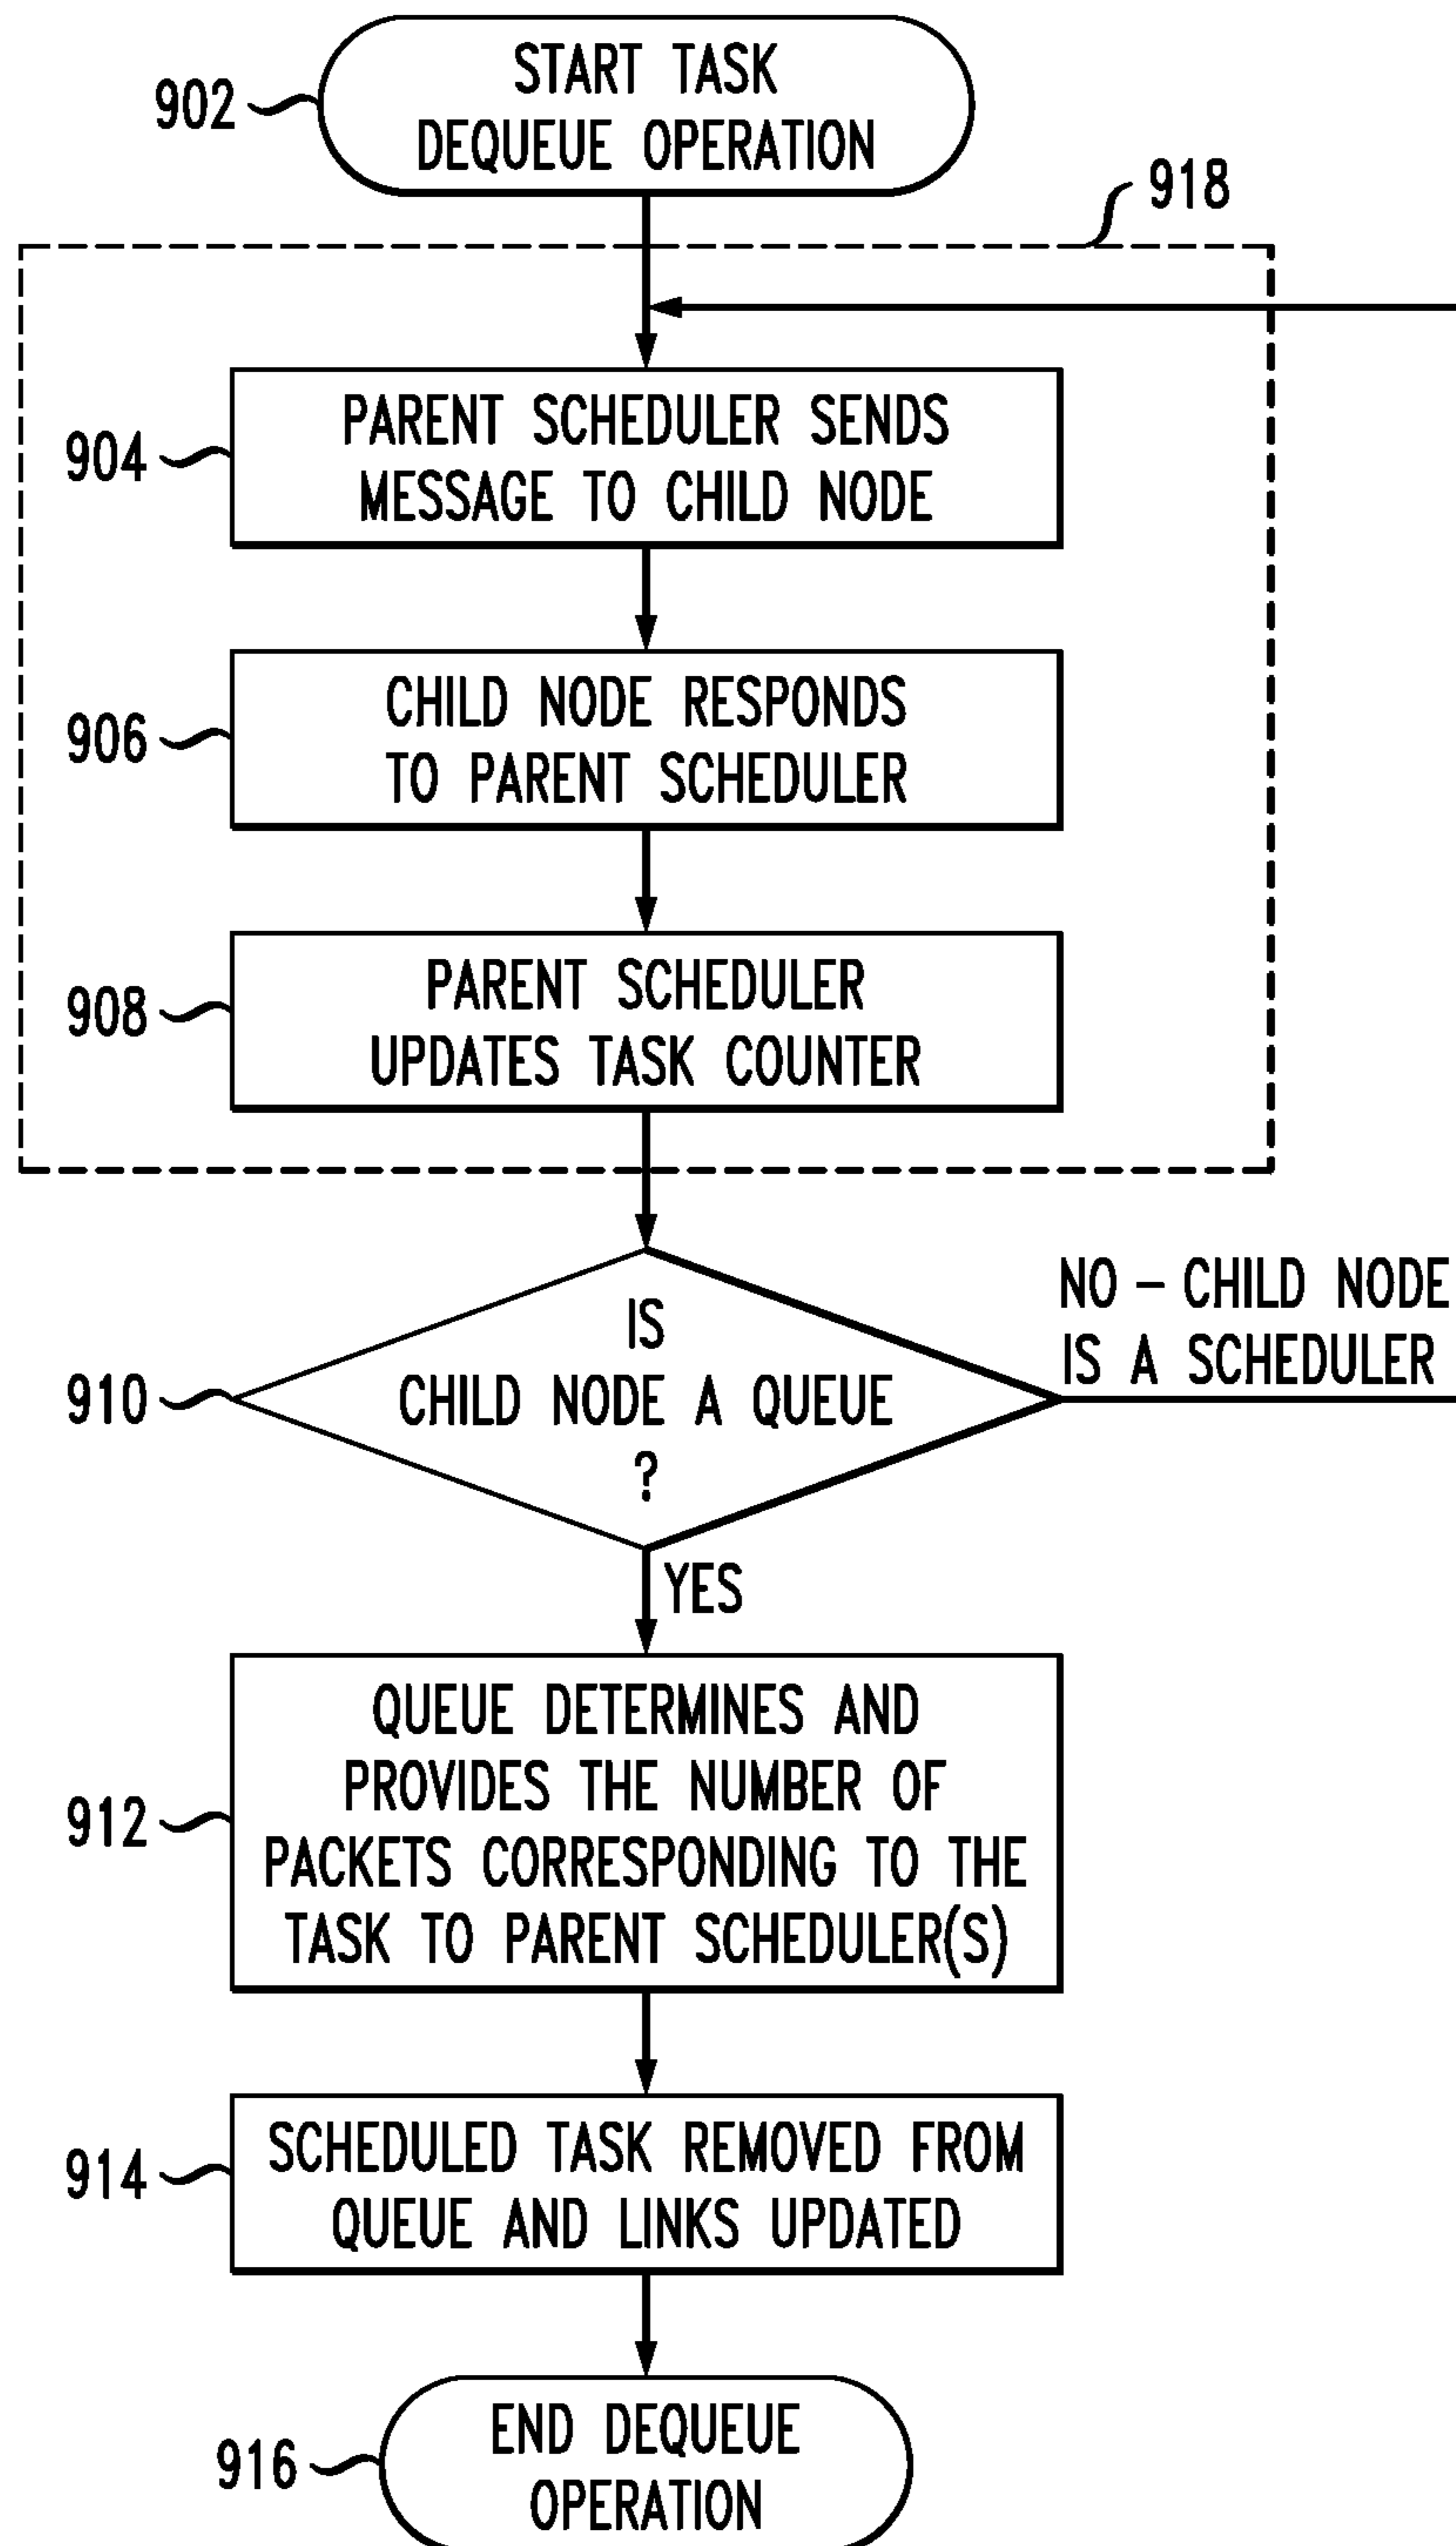 START TASK
DEQUEUE OPERATION
902
918
PARENT SCHEDULER SENDS
MESSAGE TO CHILD NODE
904
CHILD NODE RESPONDS
TO PARENT SCHEDULER
906
PARENT SCHEDULER
UPDATES TASK COUNTER
908
IS
CHILD NODE A QUEUE
?
910
NO – CHILD NODE
IS A SCHEDULER
YES
QUEUE DETERMINES AND
PROVIDES THE NUMBER OF
PACKETS CORRESPONDING TO THE
TASK TO PARENT SCHEDULER(S)
912
SCHEDULED TASK REMOVED FROM
QUEUE AND LINKS UPDATED
914
END DEQUEUE
OPERATION
916